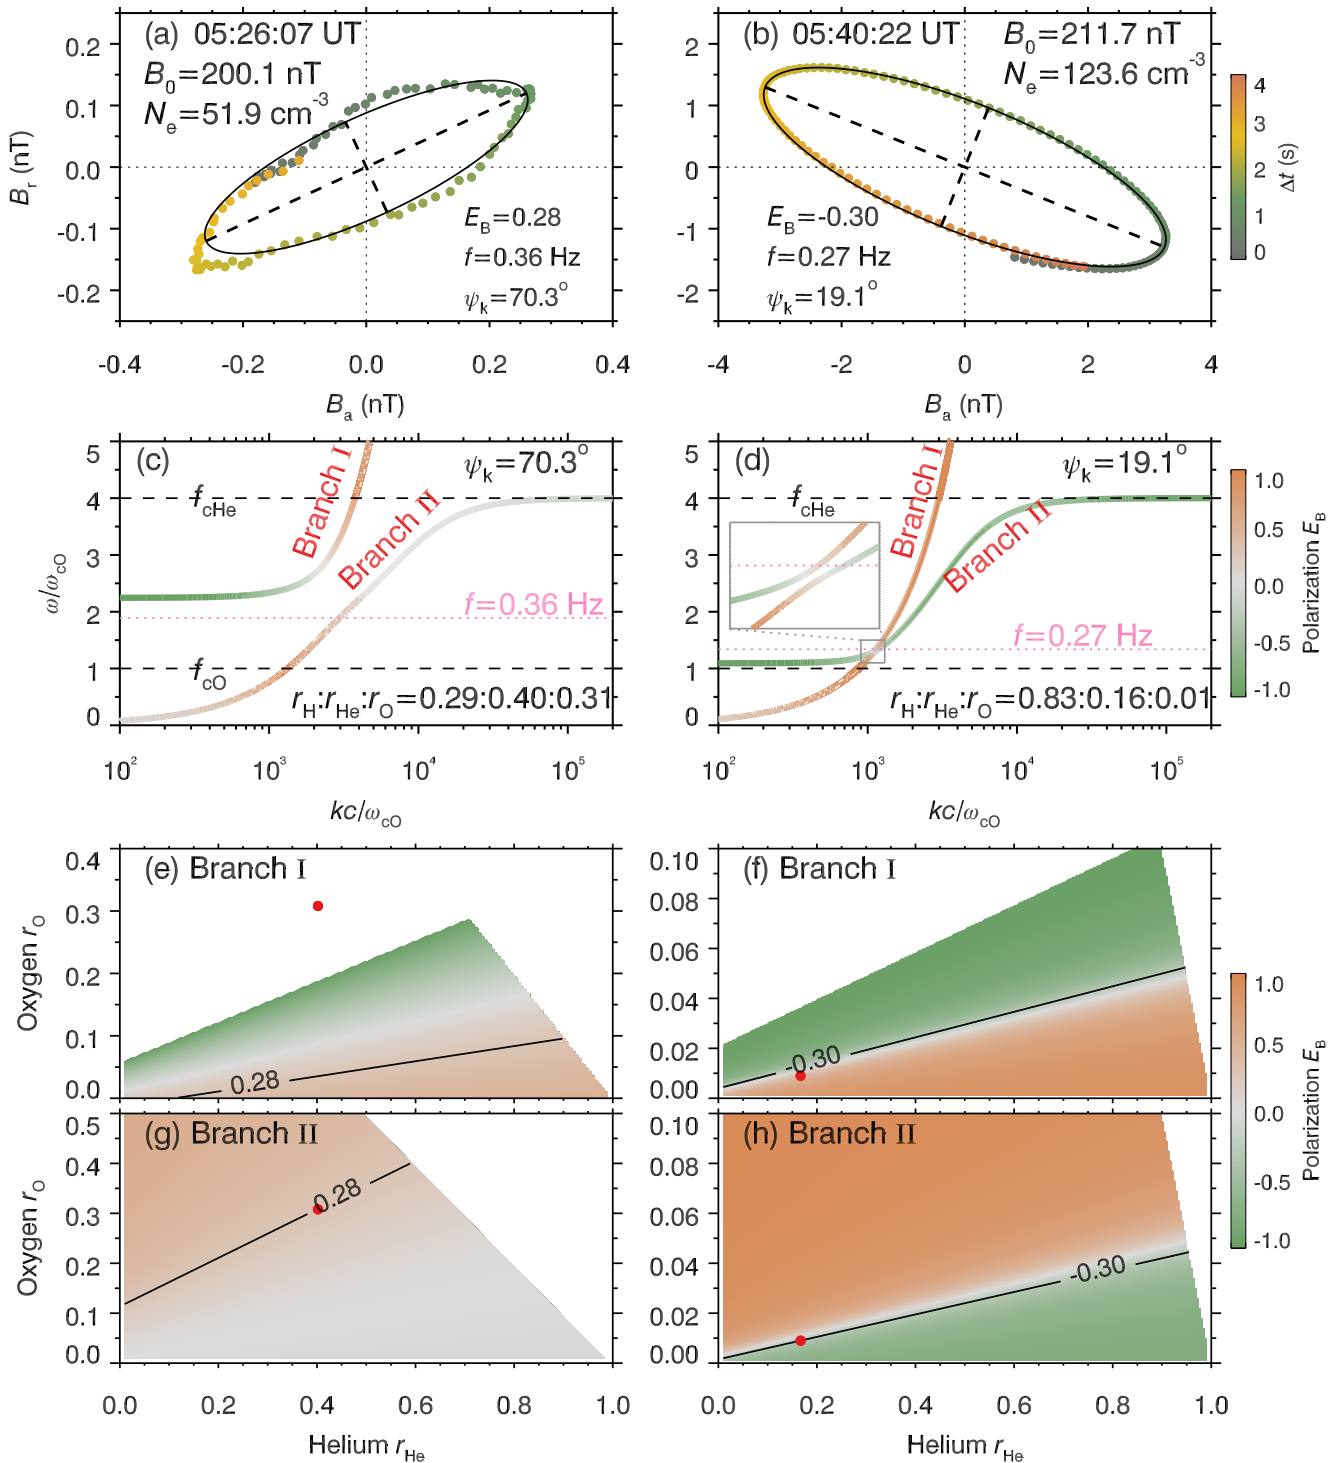 (a) 05:26:07 UT
B0=200.1 nT
Ne=51.9 cm-3
EB=0.28
f=0.36 Hz
ψk=70.3o
0.2
0.1
0.0
-0.1
-0.2
Br (nT)
-0.4 -0.2 0.0 0.2 0.4
Ba (nT)
(b) 05:40:22 UT
B0=211.7 nT
Ne=123.6 cm-3
EB=-0.30
f=0.27 Hz
ψk=19.1o
2
1
0
-1
-2
-4 -2 0 2 4
Ba (nT)
4
3
2
1
0
Δt (s)
(c)
ψk=70.3o
fcHe
Branch I
Branch II
f=0.36 Hz
fcO
rH:rHe:rO=0.29:0.40:0.31
5
4
3
2
1
0
ω/ωcO
102 103 104 105
kc/ωcO
(d)
ψk=19.1o
fcHe
Branch I
Branch II
f=0.27 Hz
rH:rHe:rO=0.83:0.16:0.01
5
4
3
2
1
0
102 103 104 105
kc/ωcO
1.0
0.5
0.0
-0.5
-1.0
Polarization EB
(e) Branch I
0.28
0.4
0.3
0.2
0.1
0.0
Oxygen rO
(f) Branch I
-0.30
0.10
0.08
0.06
0.04
0.02
0.00
(g) Branch II
0.28
0.5
0.4
0.3
0.2
0.1
0.0
Oxygen rO
0.0 0.2 0.4 0.6 0.8 1.0
Helium rHe
(h) Branch II
-0.30
0.10
0.08
0.06
0.04
0.02
0.00
0.0 0.2 0.4 0.6 0.8 1.0
Helium rHe
1.0
0.5
0.0
-0.5
-1.0
Polarization EB